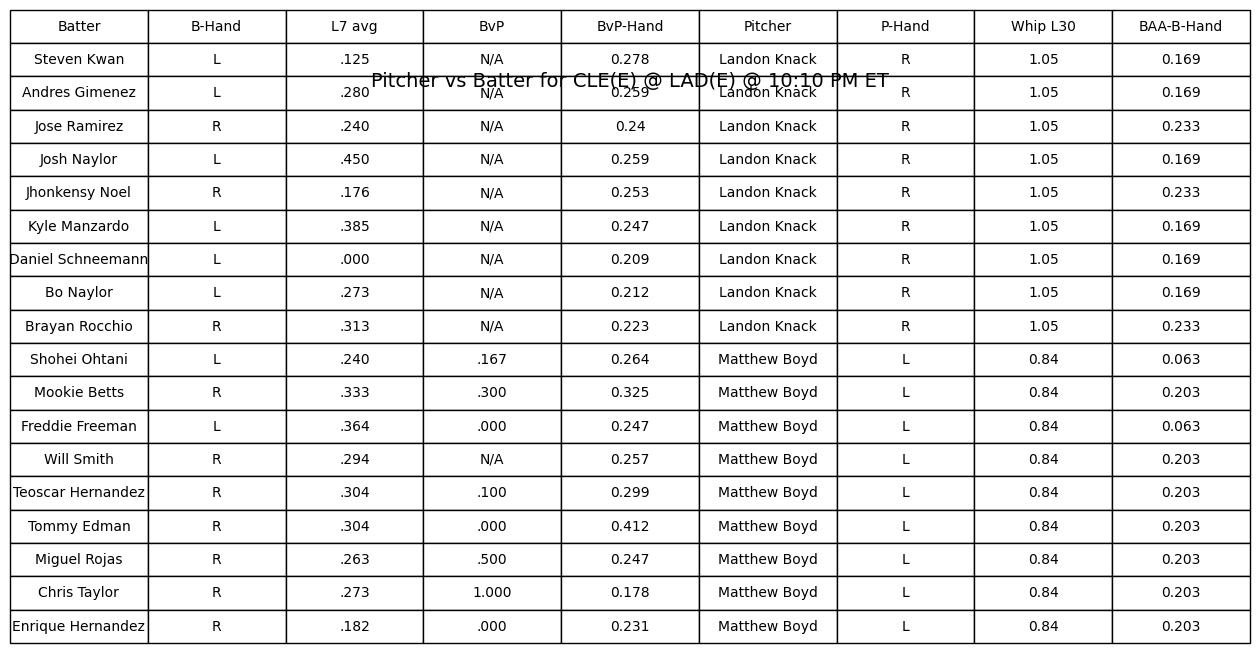 Batter B-Hand L7 avg BvP BvP-Hand Pitcher P-Hand Whip L30 BAA-B-Hand
Steven Kwan L .125 N/A 0.278 Landon Knack R 1.05 0.169
Pitcher vs Batter for CLE(E) @ LAD(E) @ 10:10 PM ET
Andres Gimenez L .280 N/A 0.259 Landon Knack R 1.05 0.169
Jose Ramirez R .240 N/A 0.24 Landon Knack R 1.05 0.233
Josh Naylor L .450 N/A 0.259 Landon Knack R 1.05 0.169
Jhonkensy Noel R .176 N/A 0.253 Landon Knack R 1.05 0.233
Kyle Manzardo L .385 N/A 0.247 Landon Knack R 1.05 0.169
Daniel Schneemann L .000 N/A 0.209 Landon Knack R 1.05 0.169
Bo Naylor L .273 N/A 0.212 Landon Knack R 1.05 0.169
Brayan Rocchio R .313 N/A 0.223 Landon Knack R 1.05 0.233
Shohei Ohtani L .240 .167 0.264 Matthew Boyd L 0.84 0.063
Mookie Betts R .333 .300 0.325 Matthew Boyd L 0.84 0.203
Freddie Freeman L .364 .000 0.247 Matthew Boyd L 0.84 0.063
Will Smith R .294 N/A 0.257 Matthew Boyd L 0.84 0.203
Teoscar Hernandez R .304 .100 0.299 Matthew Boyd L 0.84 0.203
Tommy Edman R .304 .000 0.412 Matthew Boyd L 0.84 0.203
Miguel Rojas R .263 .500 0.247 Matthew Boyd L 0.84 0.203
Chris Taylor R .273 1.000 0.178 Matthew Boyd L 0.84 0.203
Enrique Hernandez R .182 .000 0.231 Matthew Boyd L 0.84 0.203